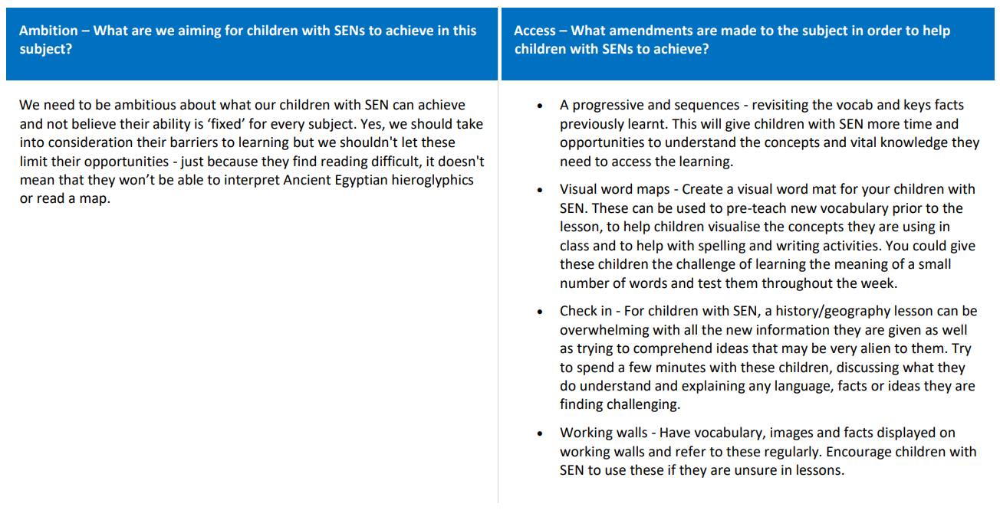 Ambition – What are we aiming for children with SENs to achieve in this
subject?
We need to be ambitious about what our children with SEN can achieve
and not believe their ability is ‘fixed’ for every subject. Yes, we should take
into consideration their barriers to learning but we shouldn't let these
limit their opportunities - just because they find reading difficult, it doesn't
mean that they won’t be able to interpret Ancient Egyptian hieroglyphics
or read a map.
Access – What amendments are made to the subject in order to help
children with SENs to achieve?
• A progressive and sequences - revisiting the vocab and keys facts
previously learnt. This will give children with SEN more time and
opportunities to understand the concepts and vital knowledge they
need to access the learning.
• Visual word maps - Create a visual word mat for your children with
SEN. These can be used to pre-teach new vocabulary prior to the
lesson, to help children visualise the concepts they are using in
class and to help with spelling and writing activities. You could give
these children the challenge of learning the meaning of a small
number of words and test them throughout the week.
• Check in - For children with SEN, a history/geography lesson can be
overwhelming with all the new information they are given as well
as trying to comprehend ideas that may be very alien to them. Try
to spend a few minutes with these children, discussing what they
do understand and explaining any language, facts or ideas they are
finding challenging.
• Working walls - Have vocabulary, images and facts displayed on
working walls and refer to these regularly. Encourage children with
SEN to use these if they are unsure in lessons.